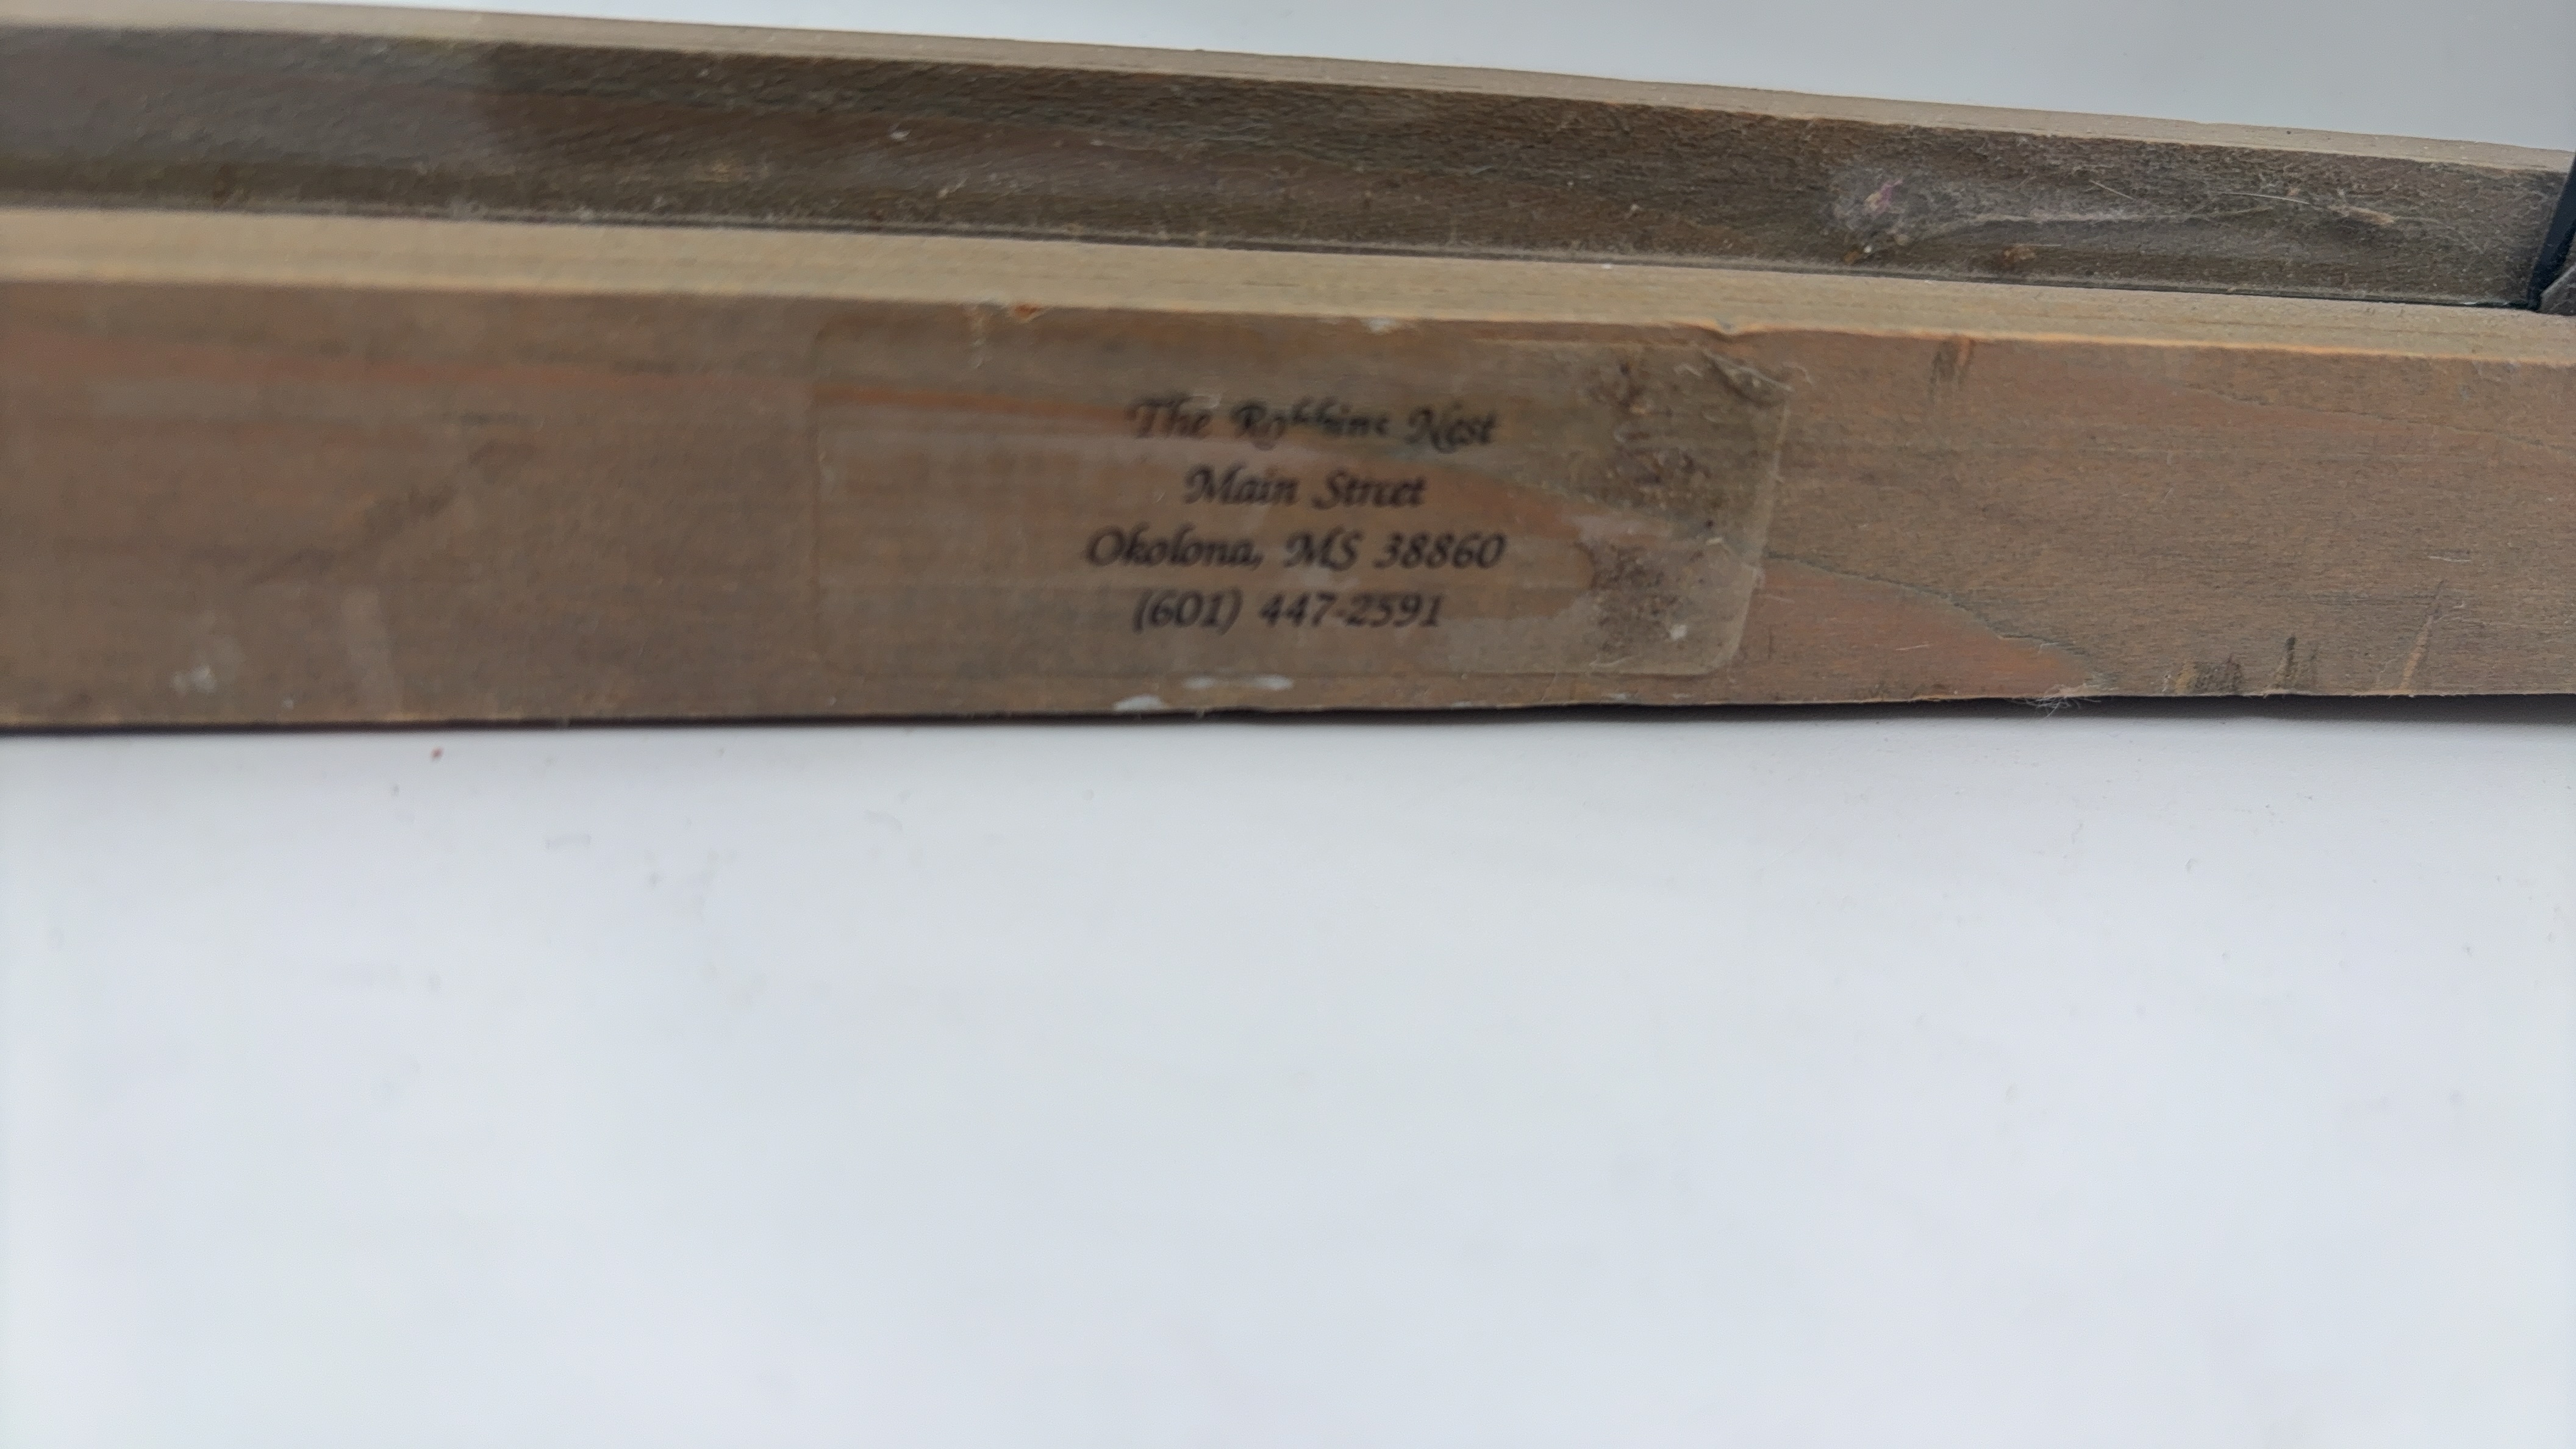 The Robbins Nest
Main Street
Okolona, MS 38860
(601) 447-2591